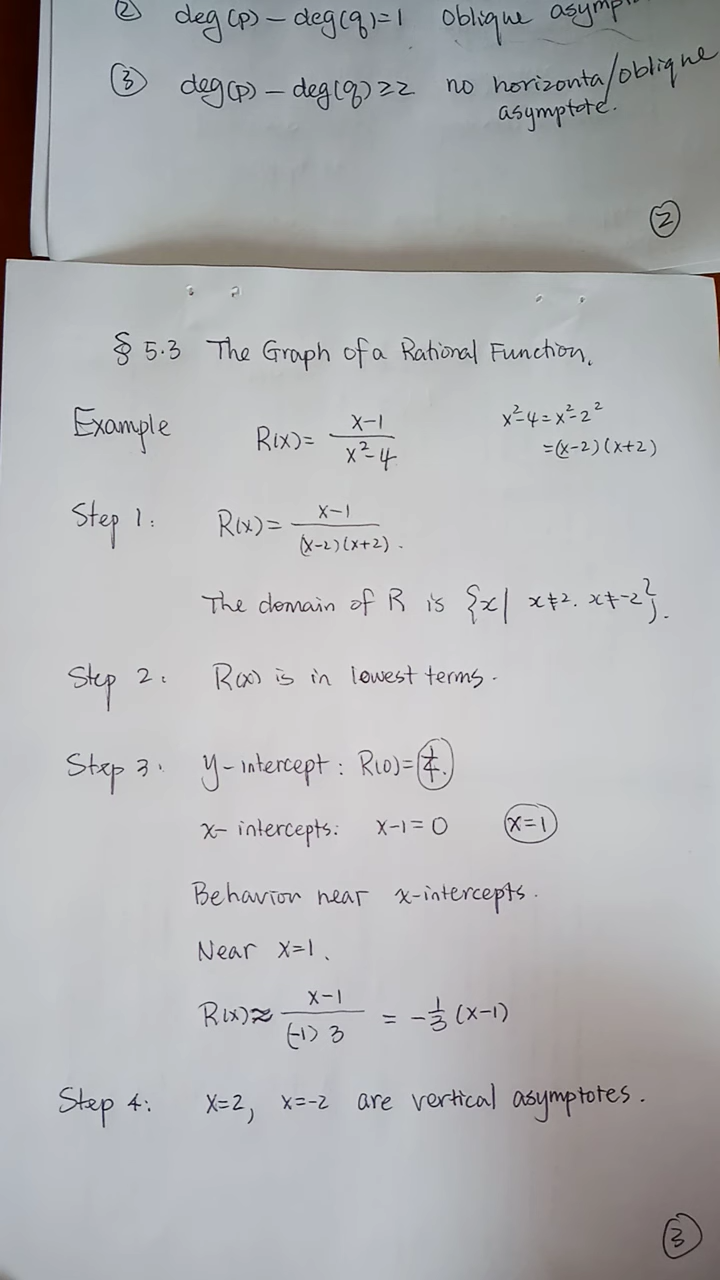 ② deg(p) - deg(q)=1 oblique
③ deg(p) - deg(q) ≥2 no horizonta/oblique
asymptote.
②
§ 5.3 The Graph of a Rational Function.
Example R(x)= (x-1)/(x²-4) x²-4=x²-2²
=(x-2)(x+2)
Step 1: R(x)= (x-1)/((x-2)(x+2)).
The domain of R is {x| x≠2. x≠-2}.
Step 2: R(x) is in lowest terms.
Step 3: y-intercept: R(0)=1/4.
x-intercepts: x-1=0 x=1
Behavior near x-intercepts.
Near x=1.
R(x)≈ (x-1)/((-1) 3) = -1/3 (x-1)
Step 4: x=2, x=-2 are vertical asymptotes.
③